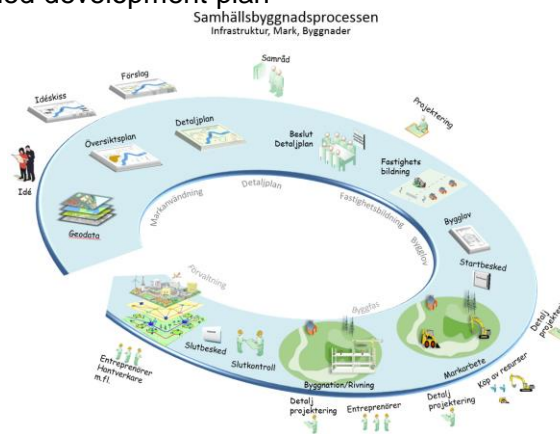 Samhällsbyggnadsprocessen
Infrastruktur, Mark, Byggnader
Samråd
Förslag
Idéskiss
Projektering
Detaljplan
Beslut
Detaljplan
Översiktsplan
Fastighets
bildning
Idé
Detaljplan
Markanvändning
Fastighetsbildning
Bygglov
Geodata
Bygglov
Startbesked
Förvaltning
Byggfas
Slutbesked
Slutkontroll
Byggnation/Rivning
Markarbete
Detalj
Köp av resurser
Entreprenörer
Hantverkare
m.fl.
Detalj
projektering
Entreprenörer
Detalj
projektering